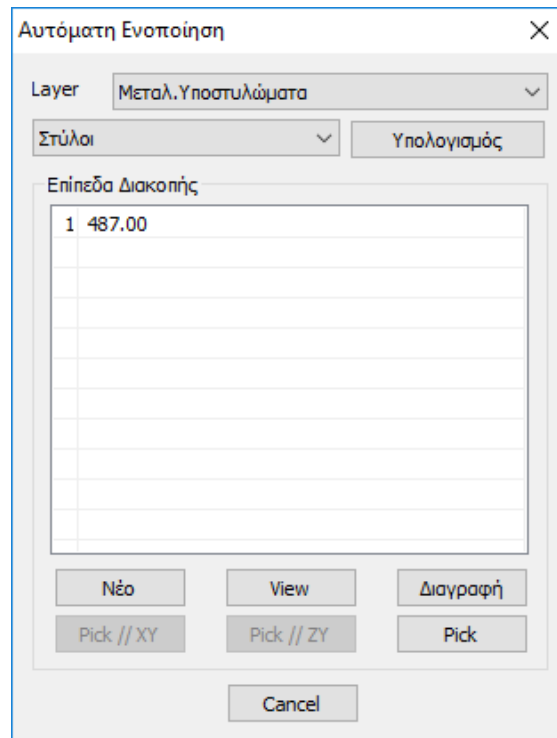 Αυτόματη Ενοποίηση
Layer Μεταλ.Υποστυλώματα
Στύλοι Υπολογισμός
Επίπεδα Διακοπής
1 487.00
Νέο View Διαγραφή
Pick // XY Pick // ZY Pick
Cancel